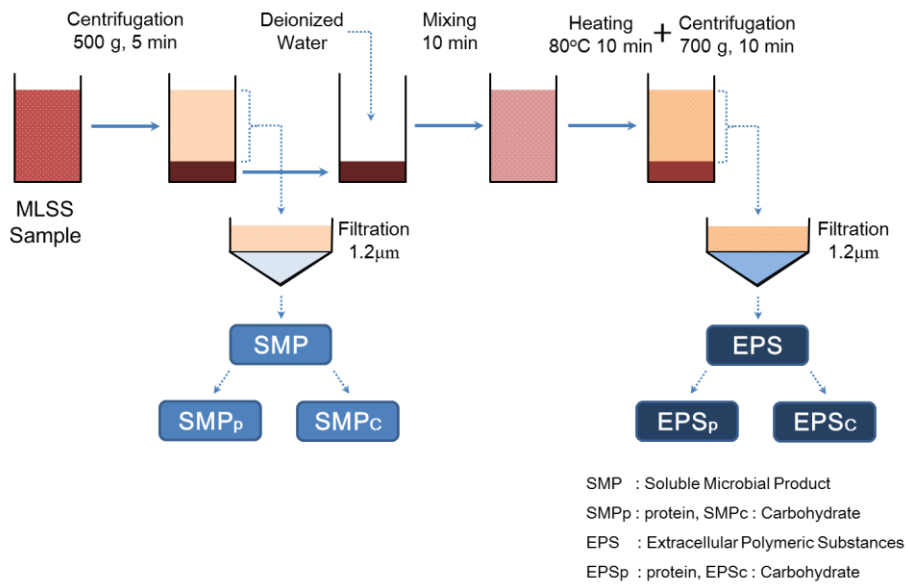 Centrifugation
500 g, 5 min
Deionized
Water
Mixing
10 min
Heating
80°C 10 min
+
Centrifugation
700 g, 10 min
MLSS
Sample
Filtration
1.2μm
Filtration
1.2μm
SMP
EPS
SMPp
SMPC
EPSp
EPSC
SMP : Soluble Microbial Product
SMPp : protein, SMPc : Carbohydrate
EPS : Extracellular Polymeric Substances
EPSp : protein, EPSc : Carbohydrate